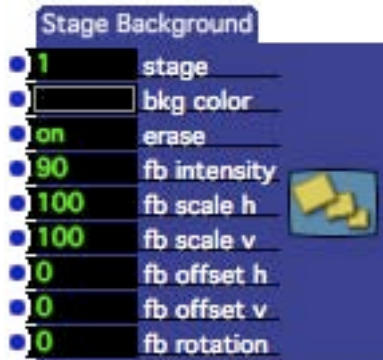 Stage Background
1 stage
bkg color
on erase
90 fb intensity
100 fb scale h
100 fb scale v
0 fb offset h
0 fb offset v
0 fb rotation